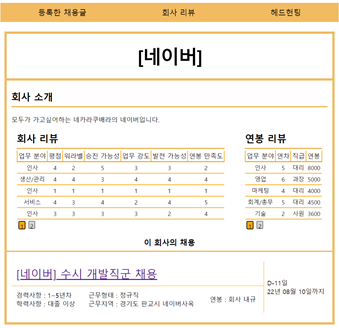 등록한 채용글 회사 리뷰 헤드헌팅
[네이버]
회사 소개
모두가 가고싶어하는 네카라쿠배라의 네이버입니다.
회사 리뷰
업무 분야 평점 워라밸 승진 가능성 업무 강도 발전 가능성 연봉 만족도
인사 4 2 5 3 3 2
생산/관리 4 4 3 4 4 4
인사 1 1 1 1 1 1
서비스 4 3 4 2 4 5
인사 3 3 3 3 2 4
1 2
연봉 리뷰
업무 분야 연차 직급 연봉
인사 5 대리 8000
영업 6 과장 5000
마케팅 4 대리 4000
회계/총무 5 대리 4500
기술 2 사원 3600
1 2
이 회사의 채용
[네이버] 수시 개발직군 채용
경력사항 : 1~5년차 근무형태 : 정규직
학력사항 : 대졸 이상 근무지역 : 경기도 판교시 네이버사옥
연봉 : 회사 내규
D-11일
22년 08월 10일까지